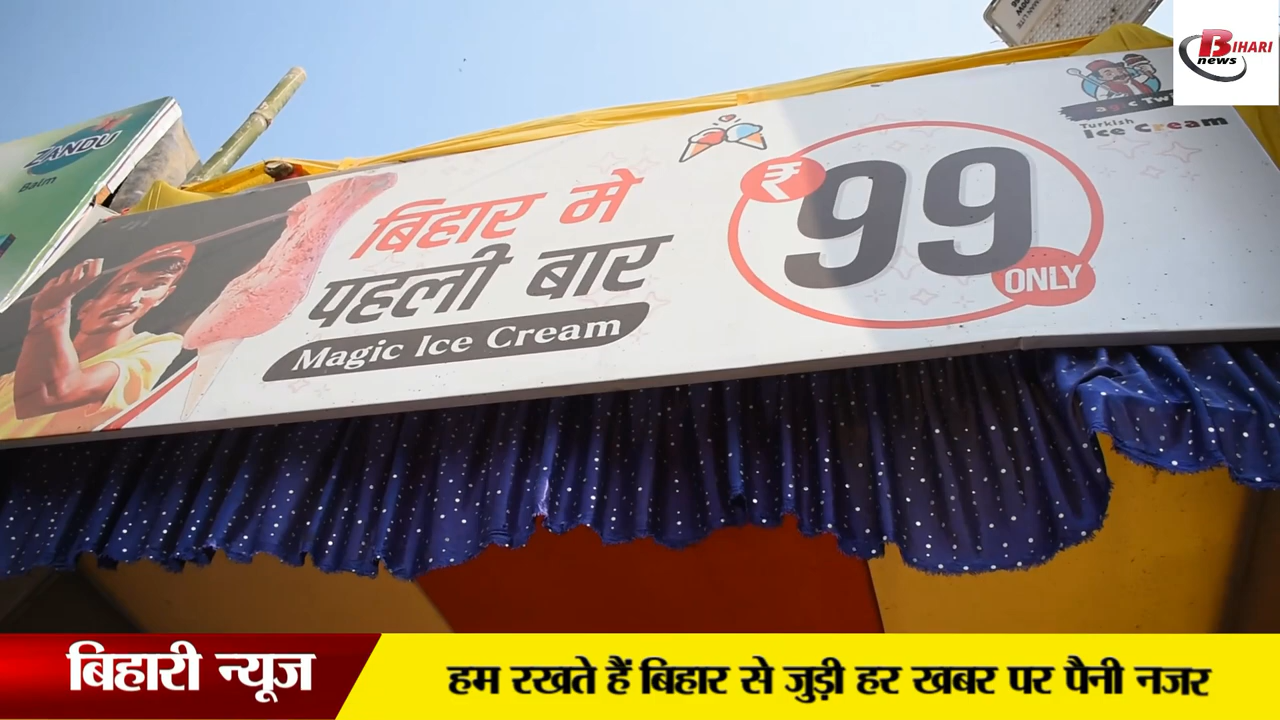 BIHARI
news
ZANDU
Balm
बिहार मे
पहली बार
Magic Ice Cream
₹99
ONLY
Turkish
Ice Cream
बिहारी न्यूज
हम रखते हैं बिहार से जुड़ी हर खबर पर पैनी नजर